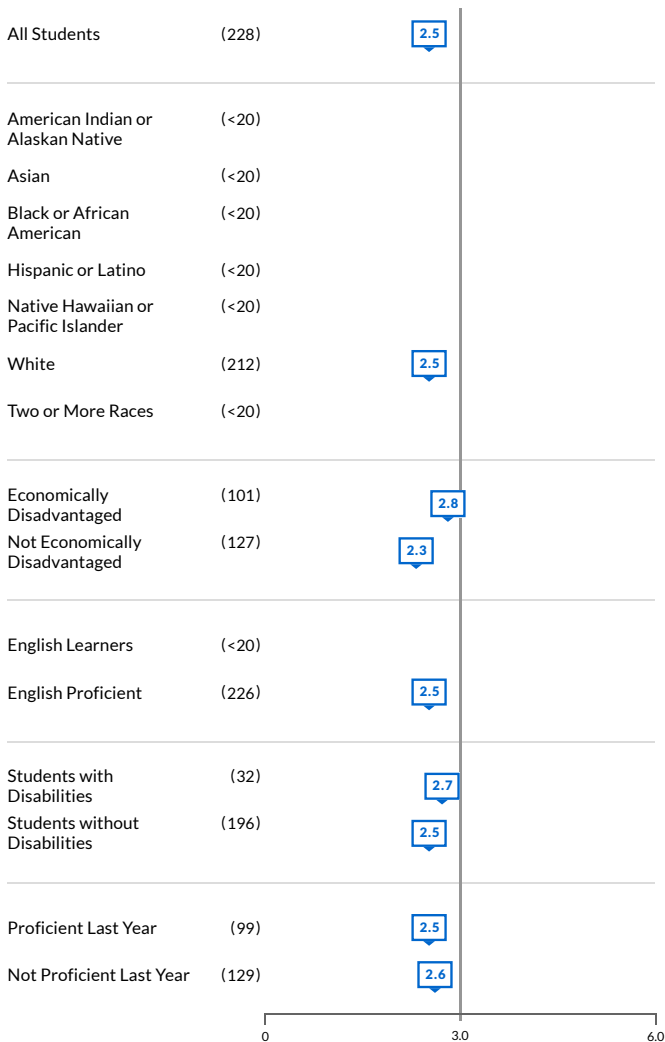 All Students (228) 2.5
American Indian or (<20)
Alaskan Native
Asian (<20)
Black or African (<20)
American
Hispanic or Latino (<20)
Native Hawaiian or (<20)
Pacific Islander
White (212) 2.5
Two or More Races (<20)
Economically (101) 2.8
Disadvantaged
Not Economically (127) 2.3
Disadvantaged
English Learners (<20)
English Proficient (226) 2.5
Students with (32) 2.7
Disabilities
Students without (196) 2.5
Disabilities
Proficient Last Year (99) 2.5
Not Proficient Last Year (129) 2.6
0 3.0 6.0